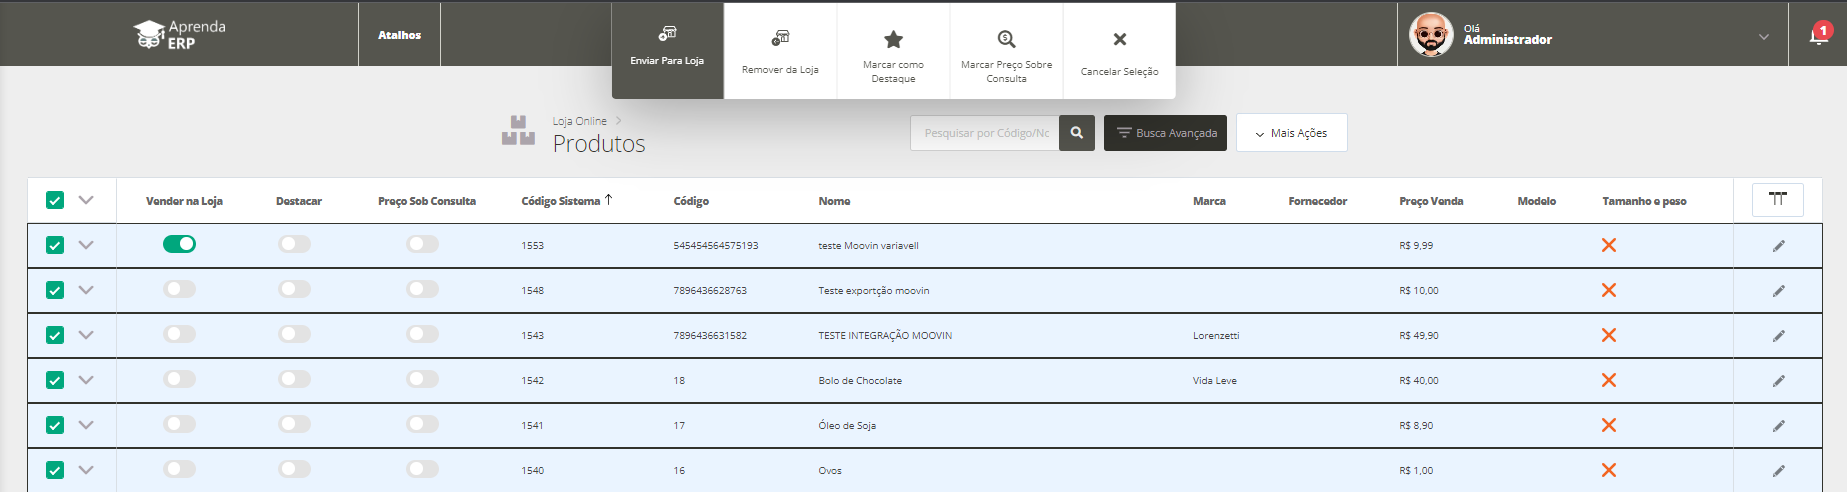 Aprenda
ERP
Atalhos
Enviar Para Loja
Remover da Loja
Marcar como
Destaque
Marcar Preço Sobre
Consulta
Cancelar Seleção
Olá
Administrador
1
Loja Online >
Produtos
Pesquisar por Código/Nc
Busca Avançada
Mais Ações
Vender na Loja Destacar Preço Sob Consulta Código Sistema Código Nome Marca Fornecedor Preço Venda Modelo Tamanho e peso
1553 545454564575193 teste Moovin variavell R$ 9,99
1548 7896436628763 Teste exportção moovin R$ 10,00
1543 7896436631582 TESTE INTEGRAÇÃO MOOVIN Lorenzetti R$ 49,90
1542 18 Bolo de Chocolate Vida Leve R$ 40,00
1541 17 Óleo de Soja R$ 8,90
1540 16 Ovos R$ 1,00